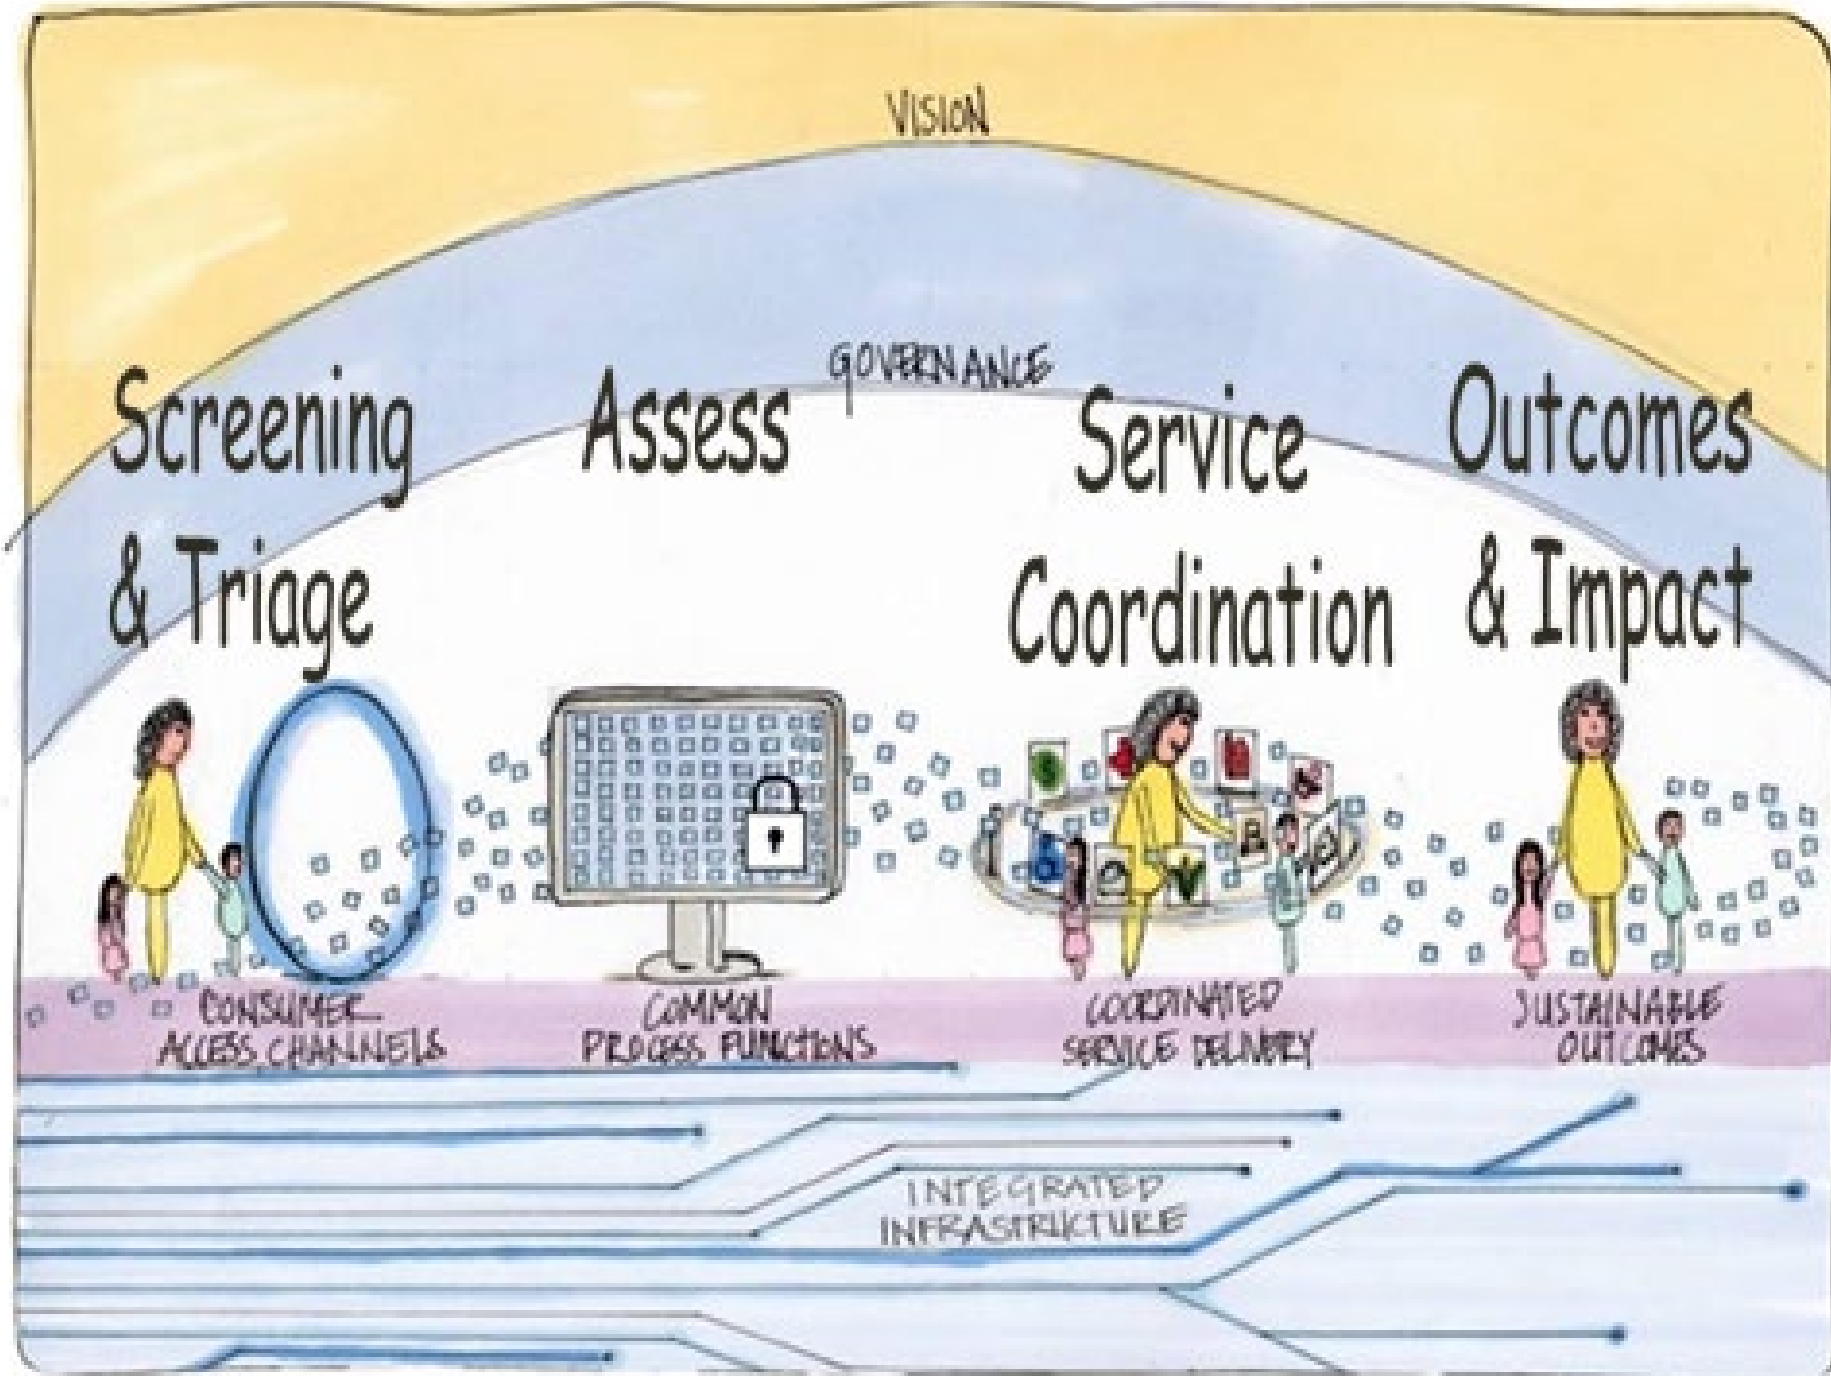 VISION
GOVERNANCE
Screening
& Triage
Assess
Service
Coordination
Outcomes
& Impact
$
CONSUMER
ACCESS CHANNELS
COMMON
PROCESS FUNCTIONS
COORDINATED
SERVICE DELIVERY
SUSTAINABLE
OUTCOMES
INTEGRATED
INFRASTRUCTURE